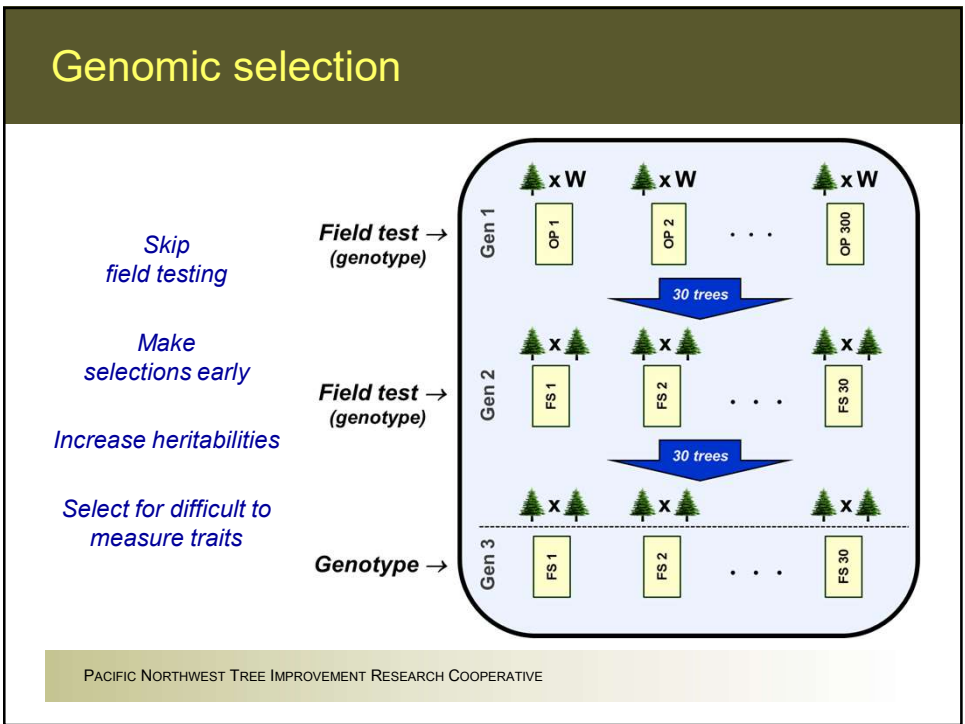 Genomic selection
Skip
field testing
Make
selections early
Increase heritabilities
Select for difficult to
measure traits
Field test →
(genotype)
Field test →
(genotype)
Genotype →
Gen 1
x W
x W
x W
OP 1
OP 2
. . .
OP 300
30 trees
Gen 2
x
x
x
FS 1
FS 2
. . .
FS 30
30 trees
x
x
x
Gen 3
FS 1
FS 2
. . .
FS 30
PACIFIC NORTHWEST TREE IMPROVEMENT RESEARCH COOPERATIVE